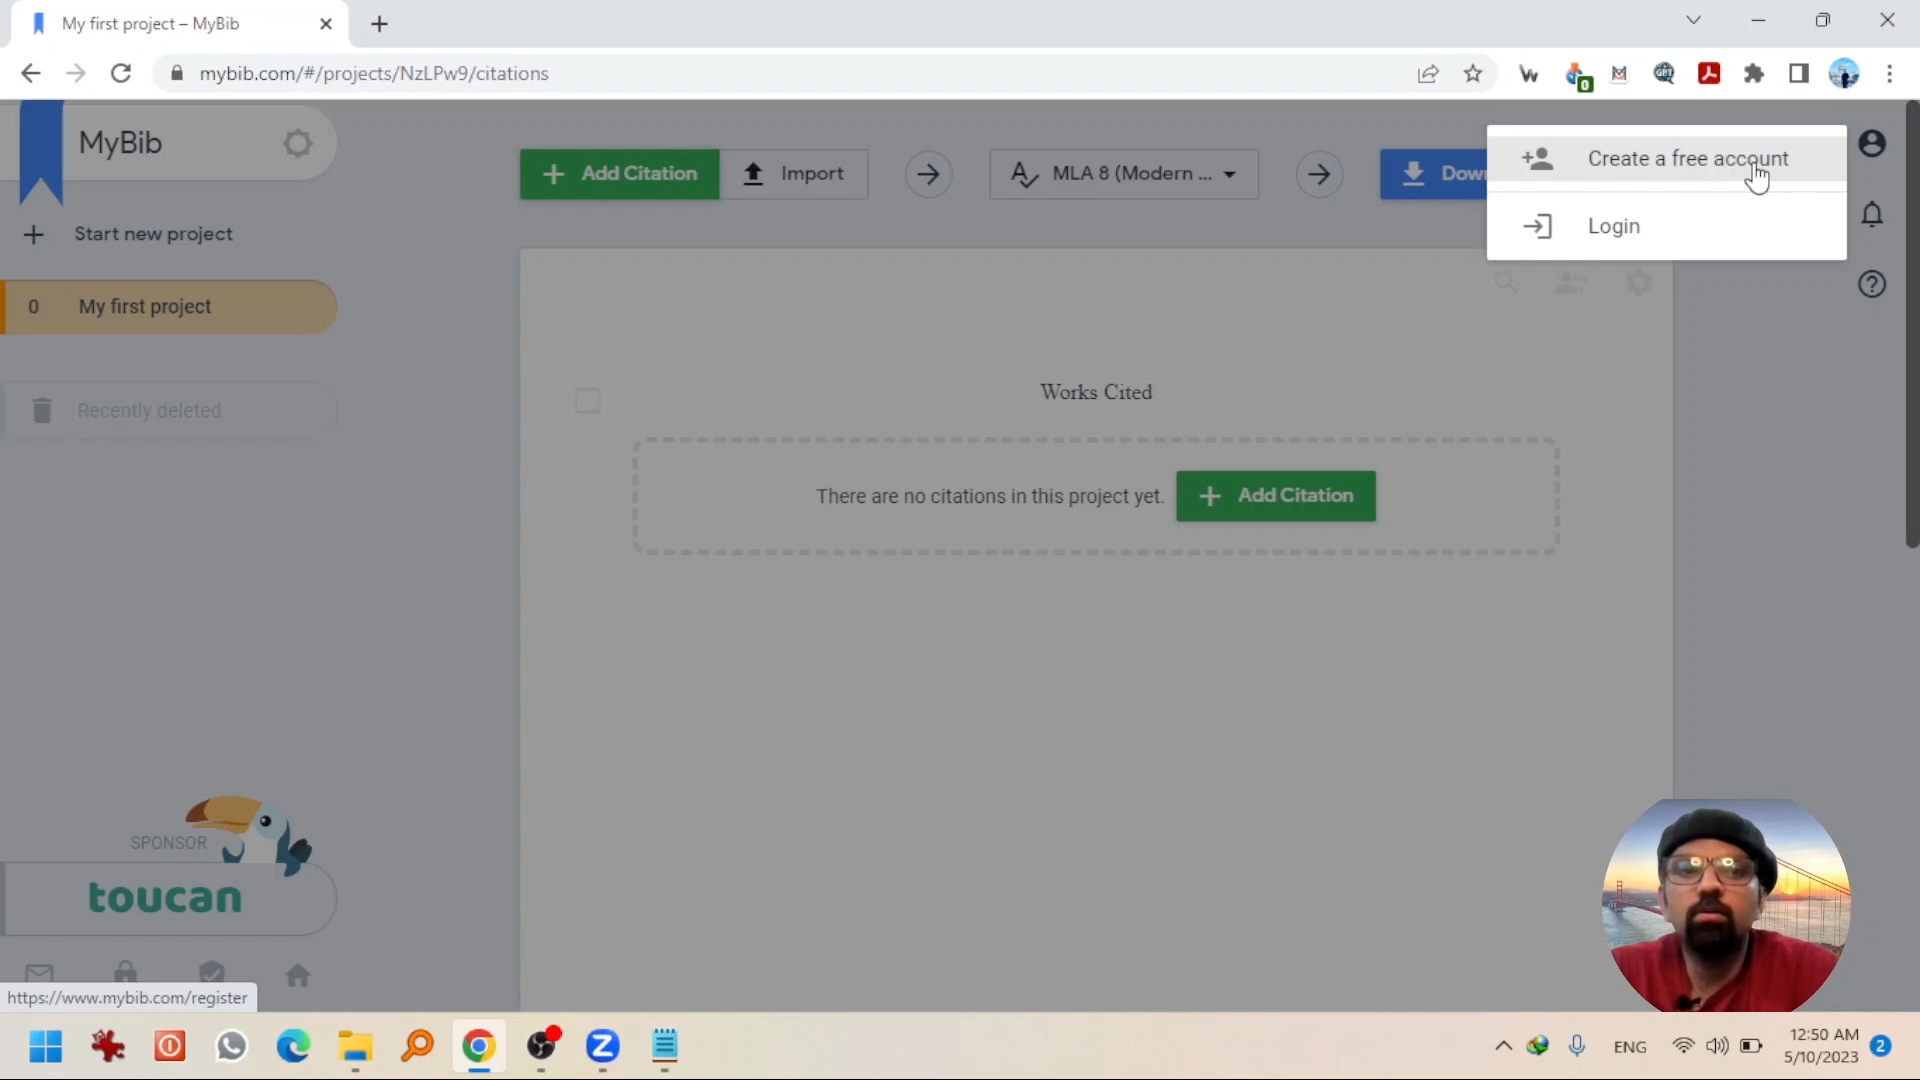 My first project – MyBib
mybib.com/#/projects/NzLPw9/citations
0
GPT
MyBib
Add Citation
Import
MLA 8 (Modern ...
Create a free account
Login
Start new project
0 My first project
Recently deleted
Works Cited
There are no citations in this project yet.
Add Citation
SPONSOR
toucan
https://www.mybib.com/register
ENG
12:50 AM
5/10/2023
2